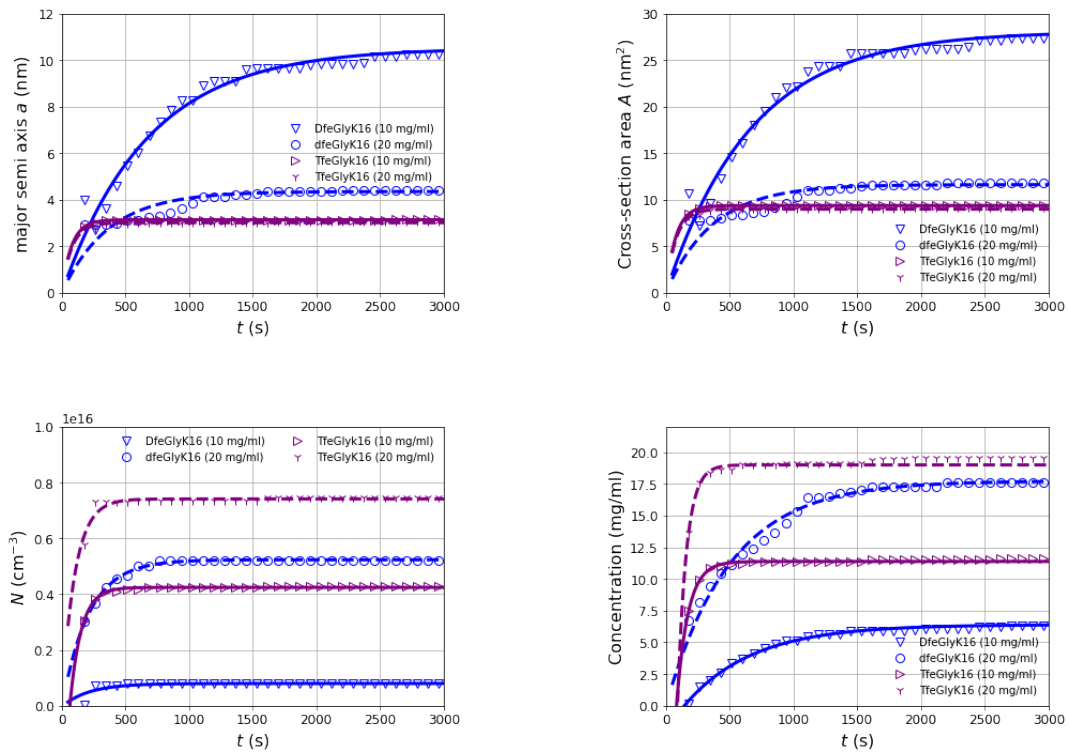 12
10
8
6
4
2
0
major semi axis a (nm)
DfeGlyK16 (10 mg/ml)
dfeGlyK16 (20 mg/ml)
TfeGlyk16 (10 mg/ml)
TfeGlyK16 (20 mg/ml)
0 500 1000 1500 2000 2500 3000
t (s)
30
25
20
15
10
5
0
Cross-section area A (nm²)
DfeGlyK16 (10 mg/ml)
dfeGlyK16 (20 mg/ml)
TfeGlyk16 (10 mg/ml)
TfeGlyK16 (20 mg/ml)
0 500 1000 1500 2000 2500 3000
t (s)
1e16
1.0
0.8
0.6
0.4
0.2
0.0
N (cm⁻³)
DfeGlyK16 (10 mg/ml) TfeGlyk16 (10 mg/ml)
dfeGlyK16 (20 mg/ml) TfeGlyK16 (20 mg/ml)
0 500 1000 1500 2000 2500 3000
t (s)
20.0
17.5
15.0
12.5
10.0
7.5
5.0
2.5
0.0
Concentration (mg/ml)
DfeGlyK16 (10 mg/ml)
dfeGlyK16 (20 mg/ml)
TfeGlyk16 (10 mg/ml)
TfeGlyK16 (20 mg/ml)
0 500 1000 1500 2000 2500 3000
t (s)